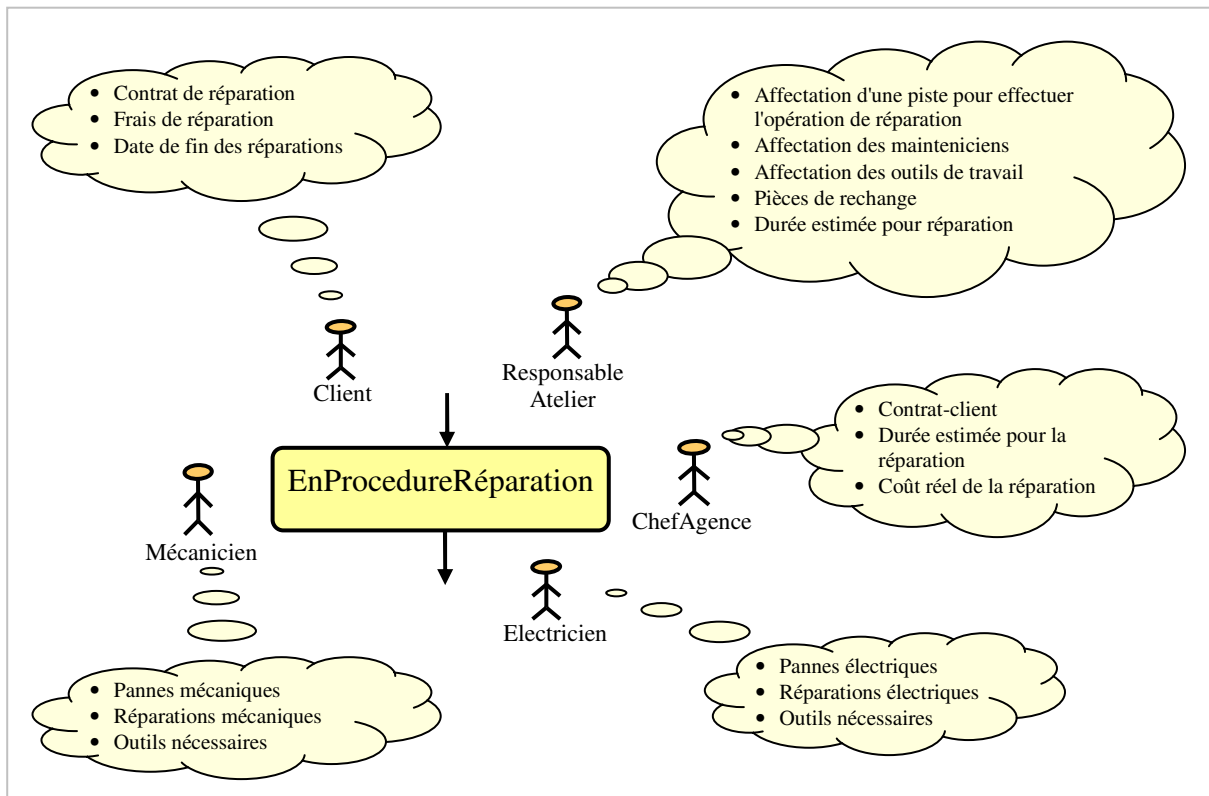 • Contrat de réparation
• Frais de réparation
• Date de fin des réparations
• Affectation d'une piste pour effectuer
l'opération de réparation
• Affectation des mainteniciens
• Affectation des outils de travail
• Pièces de rechange
• Durée estimée pour réparation
Client
Responsable
Atelier
• Contrat-client
• Durée estimée pour la
réparation
• Coût réel de la réparation
EnProcedureRéparation
ChefAgence
Mécanicien
Electricien
• Pannes mécaniques
• Réparations mécaniques
• Outils nécessaires
• Pannes électriques
• Réparations électriques
• Outils nécessaires